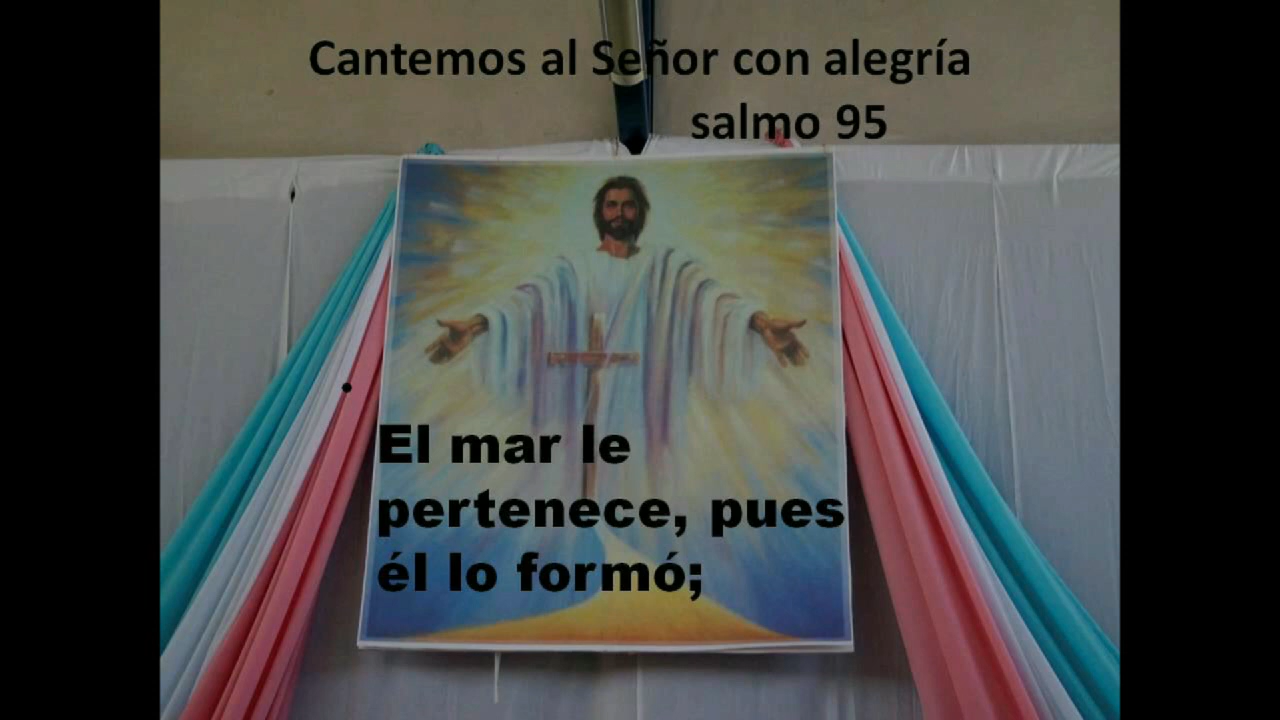 Cantemos al Señor con alegría
salmo 95
El mar le
pertenece, pues
él lo formó;